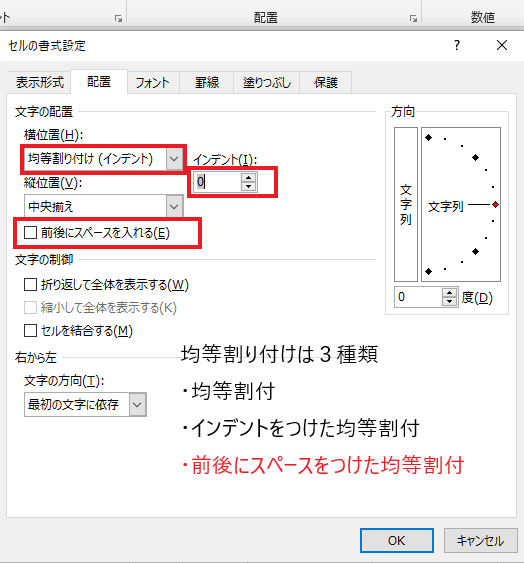 ト 配置 数値
セルの書式設定 ? ×
表示形式 配置 フォント 罫線 塗りつぶし 保護
文字の配置
横位置(H):
均等割り付け (インデント) インデント(I):
0
縦位置(V):
中央揃え
前後にスペースを入れる(E)
文字の制御
折り返して全体を表示する(W)
縮小して全体を表示する(K)
セルを結合する(M)
右から左
文字の方向(T):
最初の文字に依存
方向
文字列
文字列
0 度(D)
均等割り付けは３種類
・均等割付
・インデントをつけた均等割付
・前後にスペースをつけた均等割付
OK キャンセル